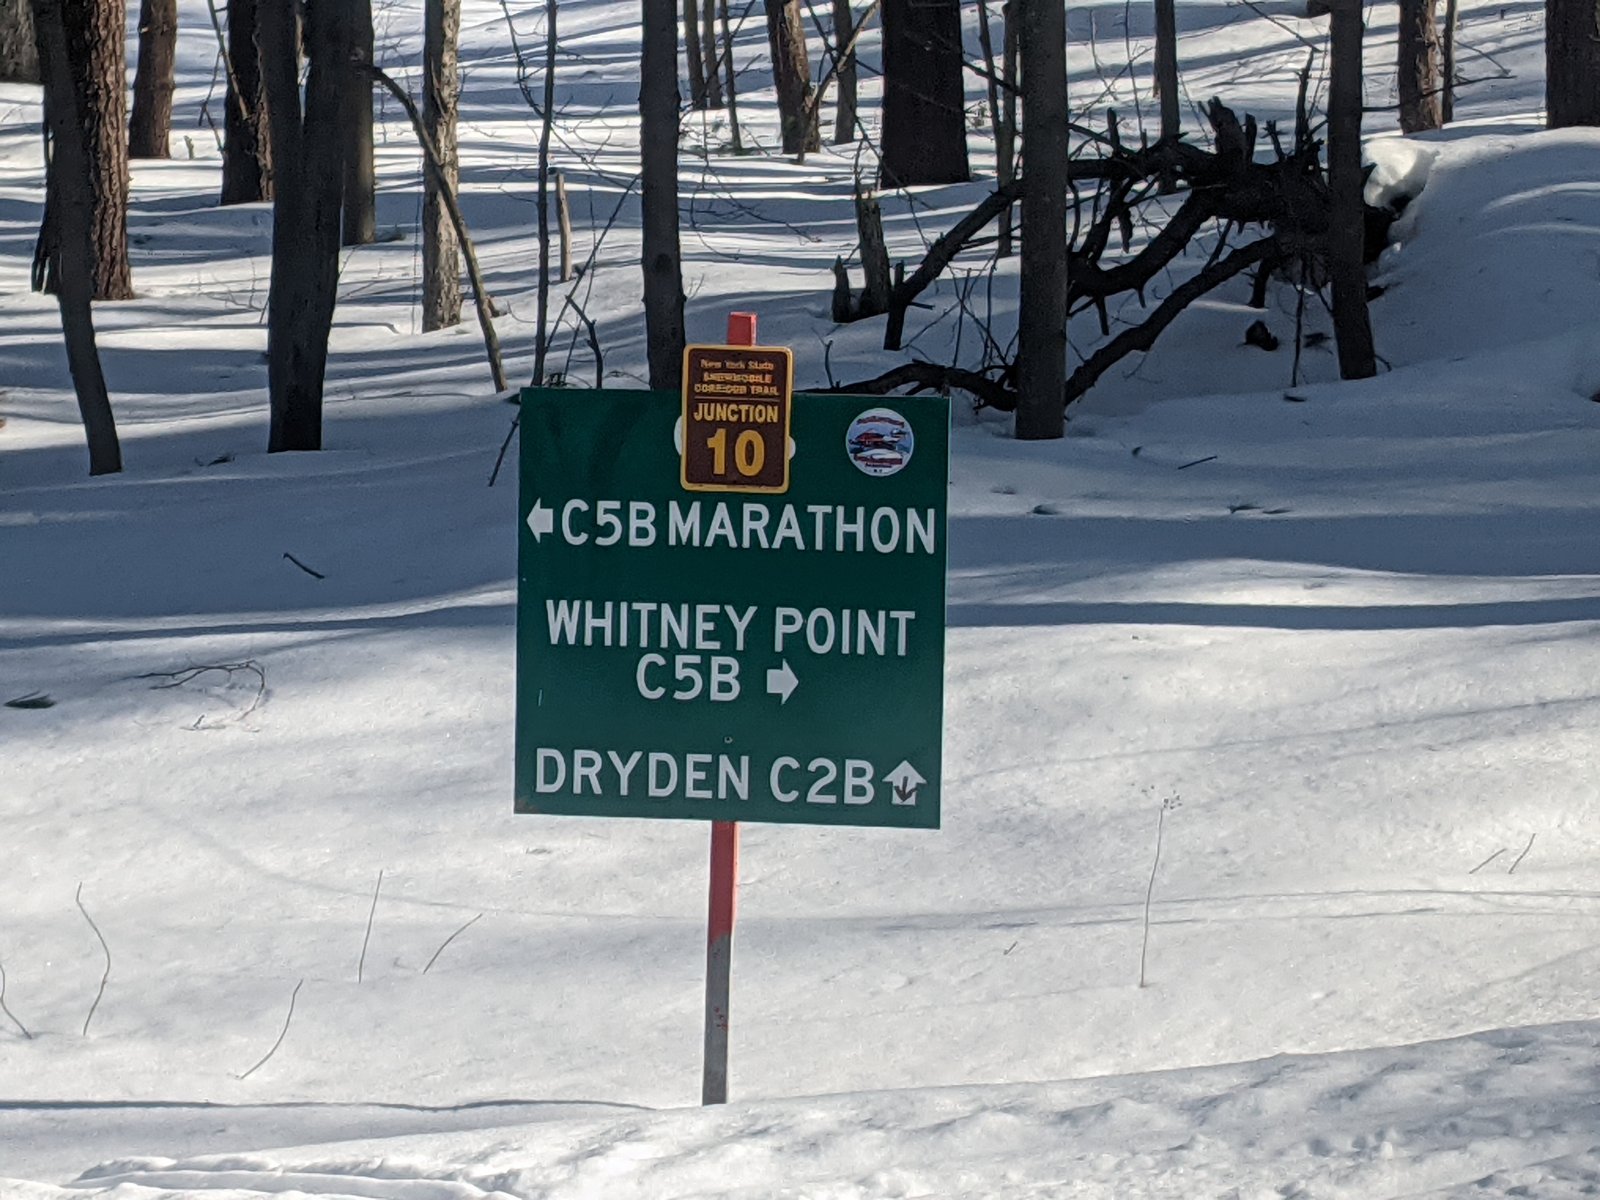 New York State
SNOWMOBILE
CORRIDOR TRAIL
JUNCTION
10
C5B MARATHON
WHITNEY POINT
C5B
DRYDEN C2B